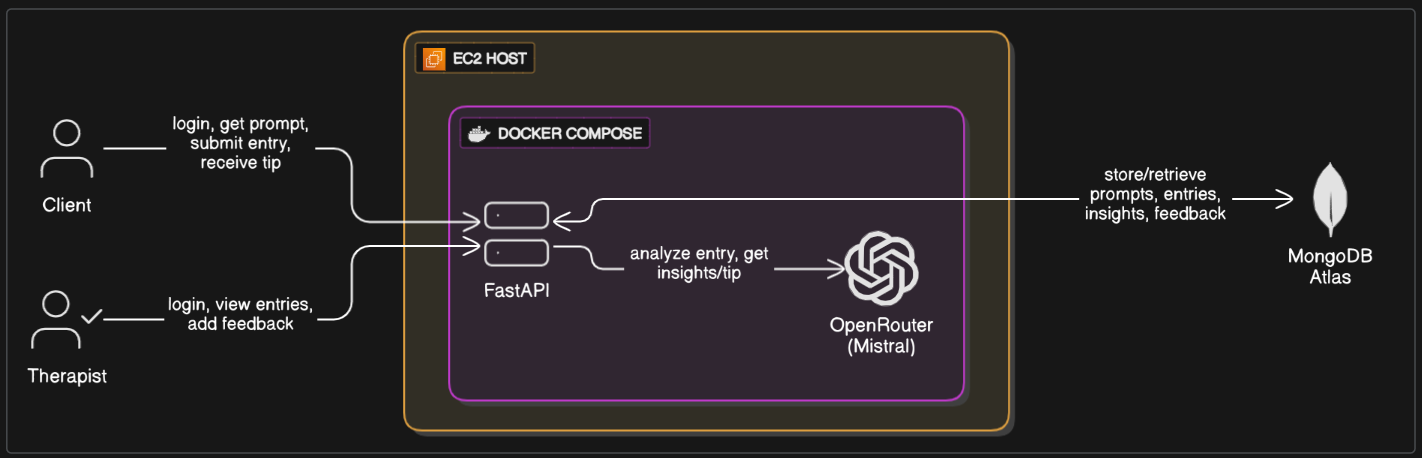 EC2 HOST
DOCKER COMPOSE
login, get prompt,
submit entry,
receive tip
Client
login, view entries,
add feedback
Therapist
FastAPI
analyze entry, get
insights/tip
OpenRouter
(Mistral)
store/retrieve
prompts, entries,
insights, feedback
MongoDB
Atlas